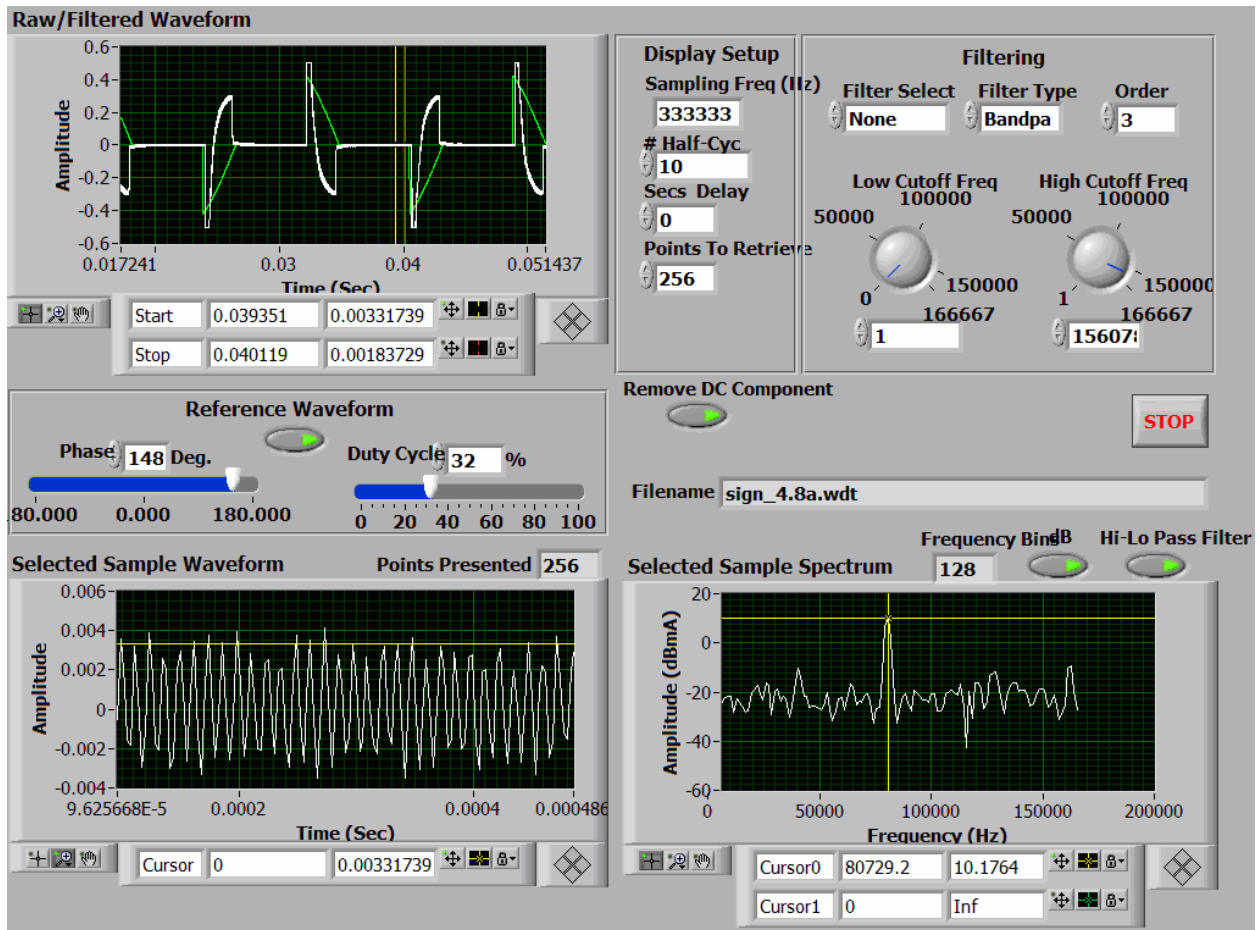 Raw/Filtered Waveform
0.6
0.4
0.2
0
-0.2
-0.4
-0.6
Amplitude
0.017241 0.03 0.04 0.051437
Time (Sec)
Start 0.039351 0.00331739
Stop 0.040119 0.00183729
Display Setup
Sampling Freq (Hz)
333333
# Half-Cyc
10
Secs Delay
0
Points To Retrieve
256
Filtering
Filter Select Filter Type Order
None Bandpa 3
Low Cutoff Freq High Cutoff Freq
100000 100000
50000 50000
150000 150000
0 1
166667 166667
1 15607
Reference Waveform
Phase 148 Deg. Duty Cycle 32 %
80.000 0.000 180.000
0 20 40 60 80 100
Remove DC Component
STOP
Filename sign_4.8a.wdt
Selected Sample Waveform Points Presented 256
0.006
0.004
0.002
0
-0.002
-0.004
Amplitude
9.625668E-5 0.0002 0.0004 0.000486
Time (Sec)
Cursor 0 0.00331739
Frequency Bins dB Hi-Lo Pass Filter
Selected Sample Spectrum 128
20
0
-20
-40
-60
Amplitude (dBmA)
0 50000 100000 150000 200000
Frequency (Hz)
Cursor0 80729.2 10.1764
Cursor1 0 Inf